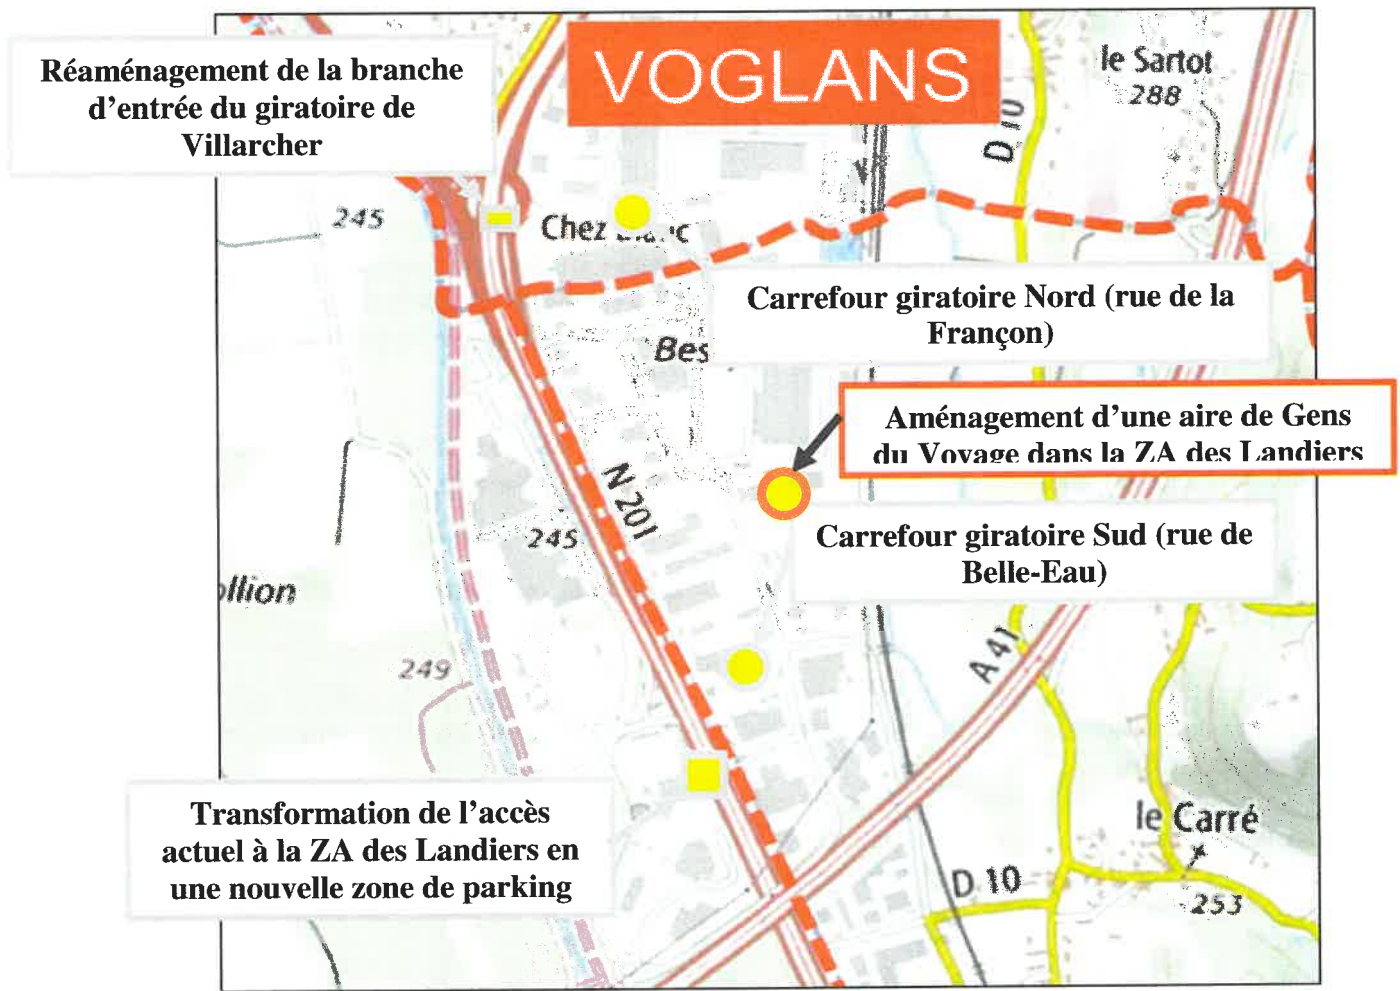 VOGLANS
Réaménagement de la branche
d'entrée du giratoire de
Villarcher
le Sartot
288
D 10
245
Chez
Carrefour giratoire Nord (rue de la
Françon)
Bes
Aménagement d'une aire de Gens
du Voyage dans la ZA des Landiers
N 201
245
Carrefour giratoire Sud (rue de
Belle-Eau)
ollion
249
A 41
Transformation de l'accès
actuel à la ZA des Landiers en
une nouvelle zone de parking
le Carré
D 10
253